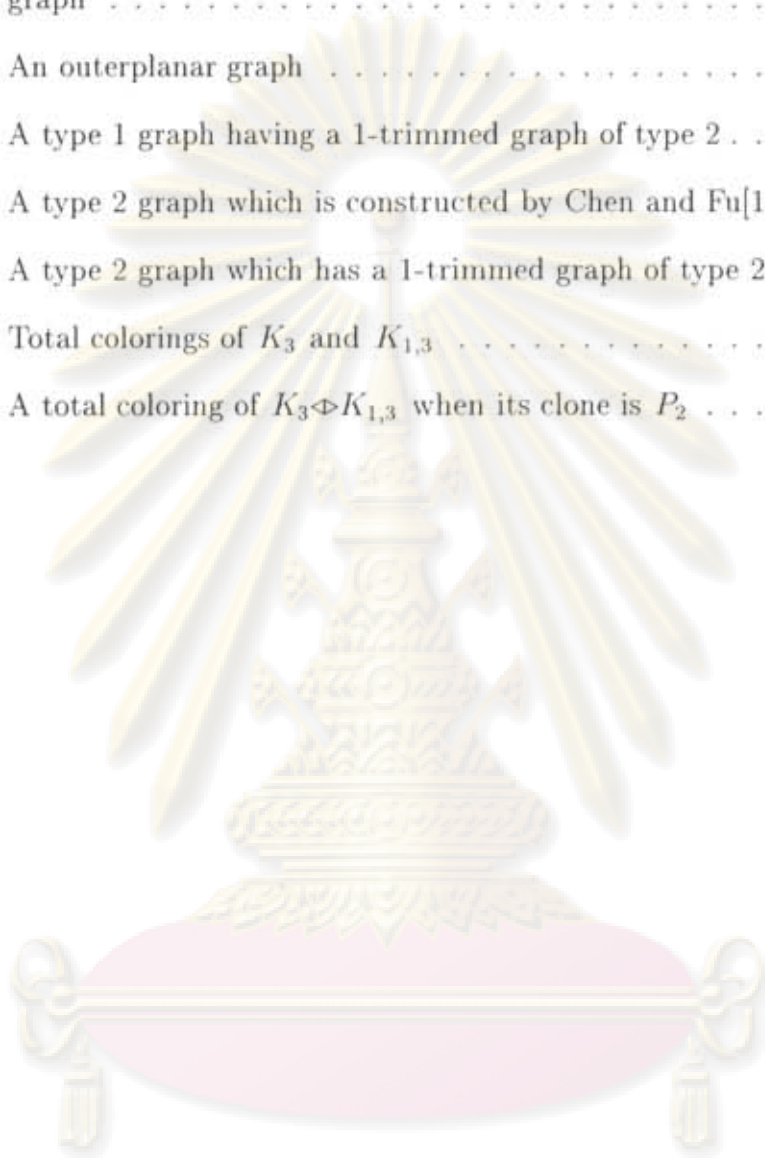 graph . . . . . . . . . . . . . . . . . . . . .
An outerplanar graph . . . . . . . . . . . . . . . . . .
A type 1 graph having a 1-trimmed graph of type 2 . .
A type 2 graph which is constructed by Chen and Fu[1
A type 2 graph which has a 1-trimmed graph of type 2
Total colorings of K₃ and K₁,₃ . . . . . . . . . . . . .
A total coloring of K₃⎆K₁,₃ when its clone is P₂ . . .